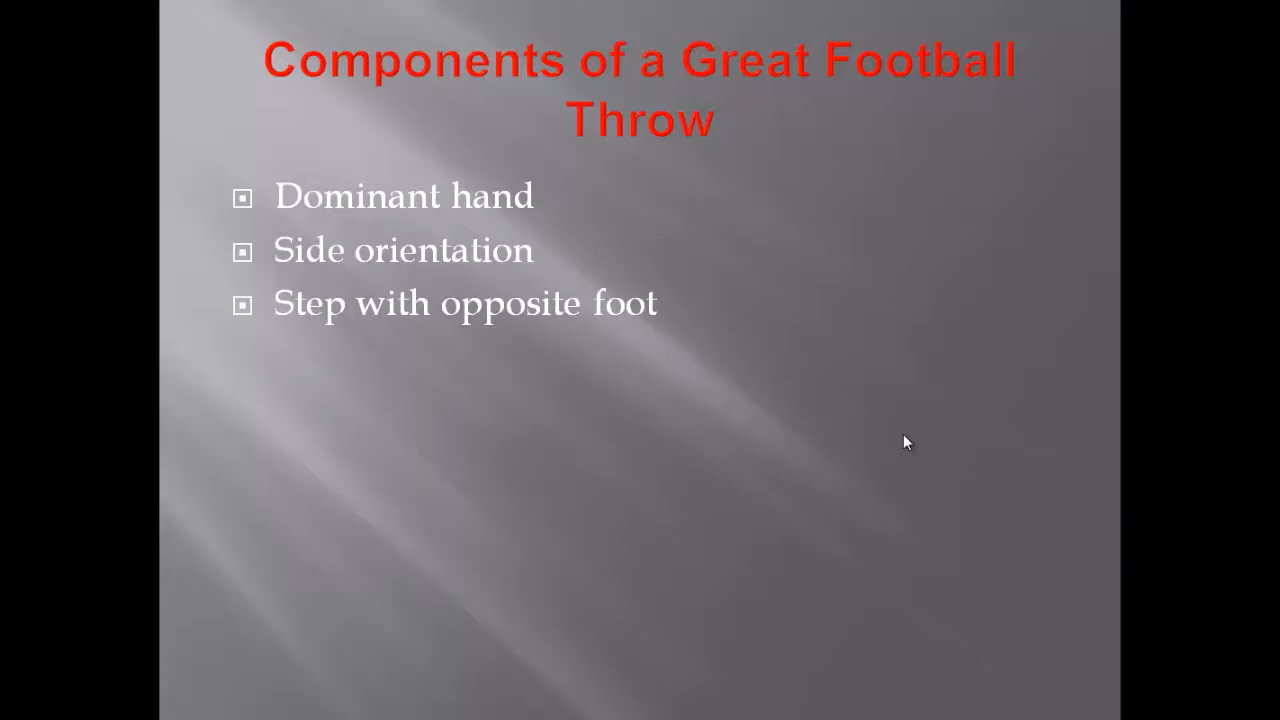 Components of a Great Football
Throw
Dominant hand
Side orientation
Step with opposite foot